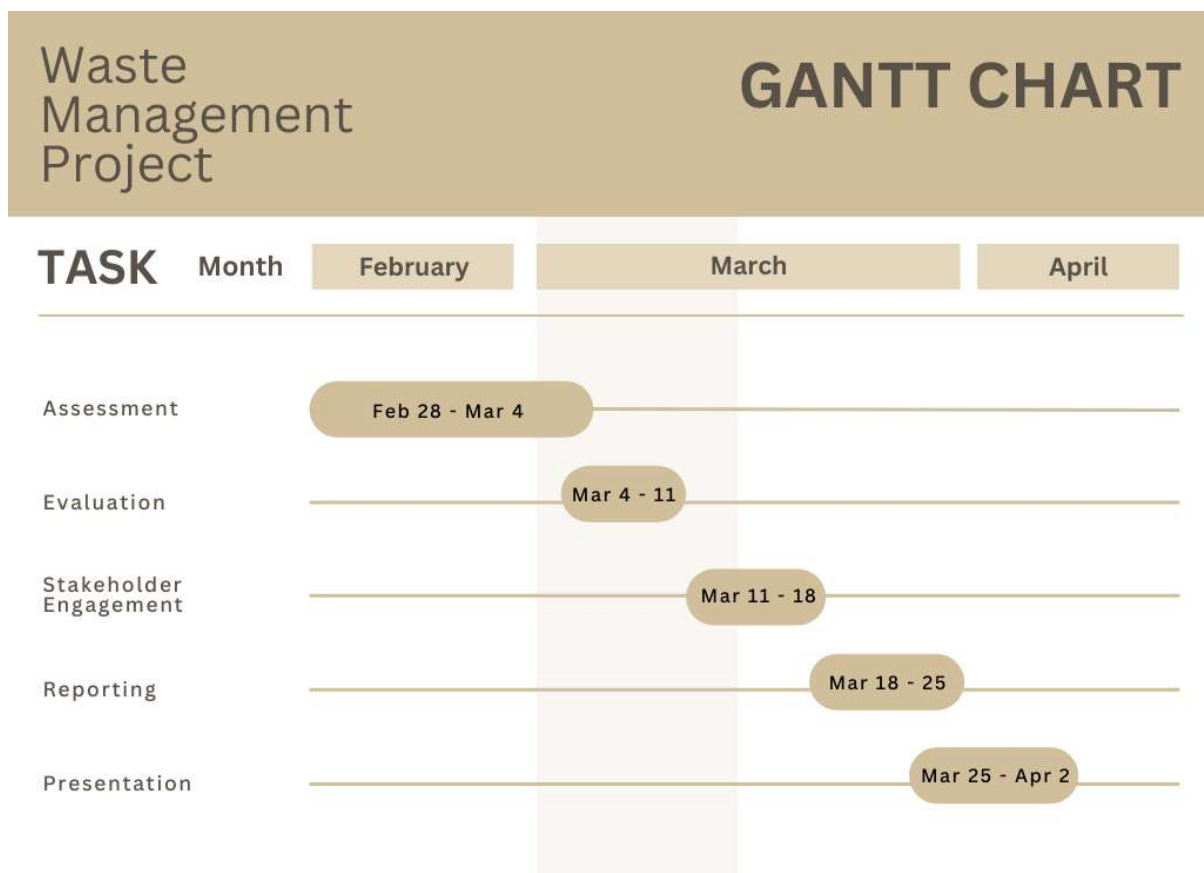 Waste
Management
Project
GANTT CHART
TASK Month February March April
Assessment Feb 28 - Mar 4
Evaluation Mar 4 - 11
Stakeholder
Engagement Mar 11 - 18
Reporting Mar 18 - 25
Presentation Mar 25 - Apr 2